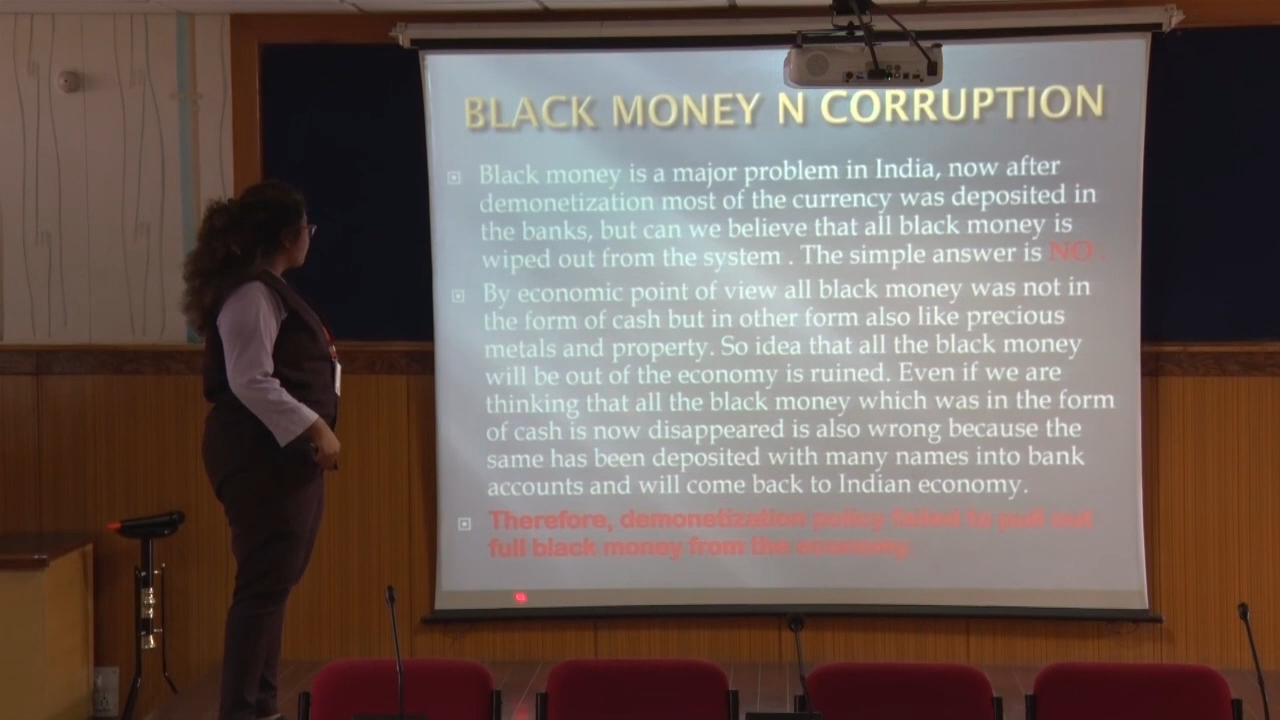 BLACK MONEY N CORRUPTION
Black money is a major problem in India, now after
demonetization most of the currency was deposited in
the banks, but can we believe that all black money is
wiped out from the system . The simple answer is NO .
By economic point of view all black money was not in
the form of cash but in other form also like precious
metals and property. So idea that all the black money
will be out of the economy is ruined. Even if we are
thinking that all the black money which was in the form
of cash is now disappeared is also wrong because the
same has been deposited with many names into bank
accounts and will come back to Indian economy.
Therefore, demonetization policy failed to pull out
full black money from the economy.